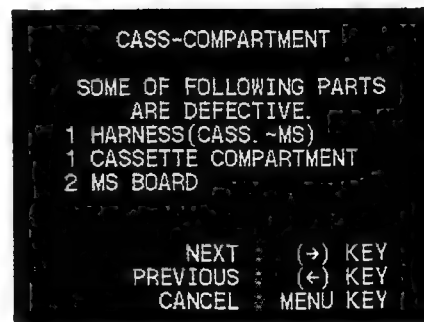 CASS-COMPARTMENT
SOME OF FOLLOWING PARTS
ARE DEFECTIVE.
1 HARNESS(CASS.~MS)
1 CASSETTE COMPARTMENT
2 MS BOARD
NEXT : (→) KEY
PREVIOUS : (←) KEY
CANCEL : MENU KEY